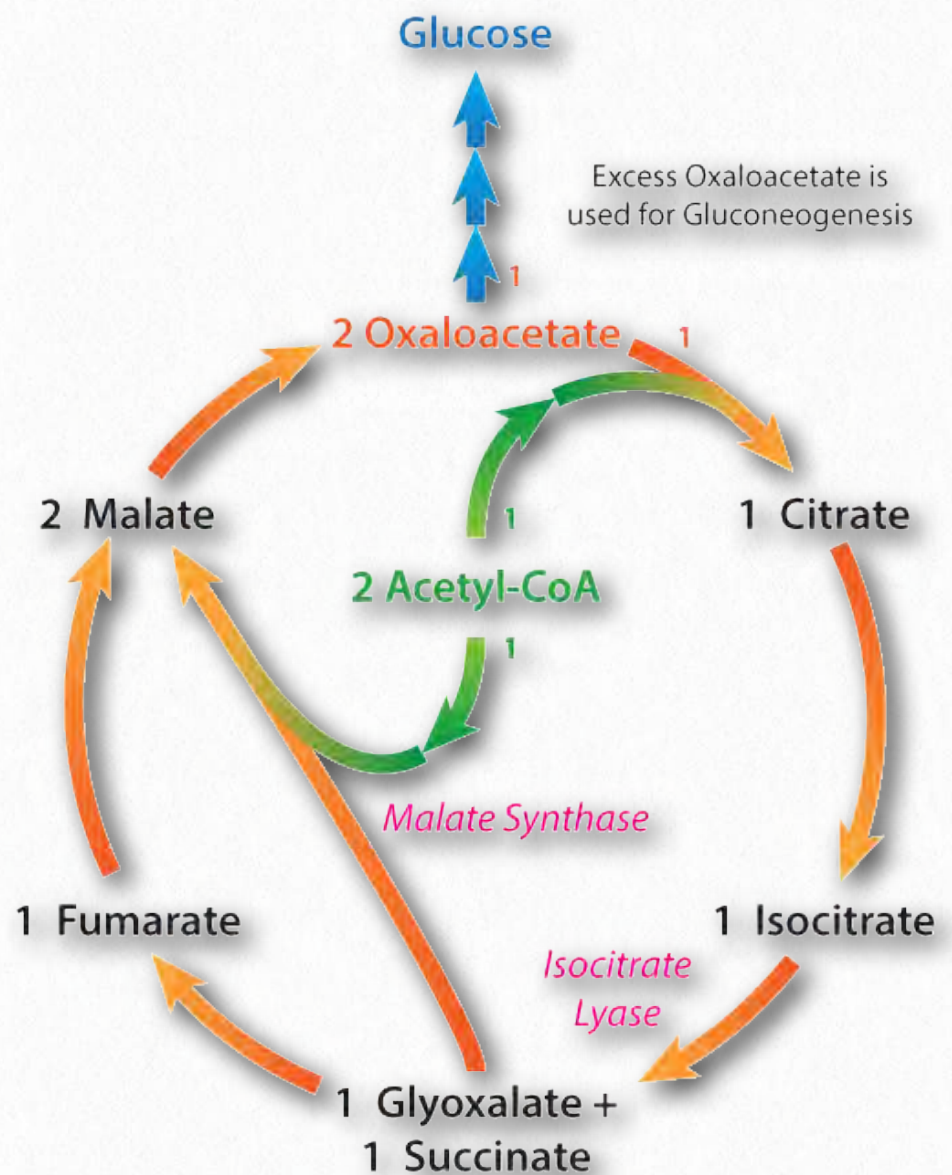 Glucose
Excess Oxaloacetate is
used for Gluconeogenesis
1
2 Oxaloacetate
1
2 Malate
1 Citrate
1
2 Acetyl-CoA
1
Malate Synthase
1 Fumarate
1 Isocitrate
Isocitrate
Lyase
1 Glyoxalate +
1 Succinate